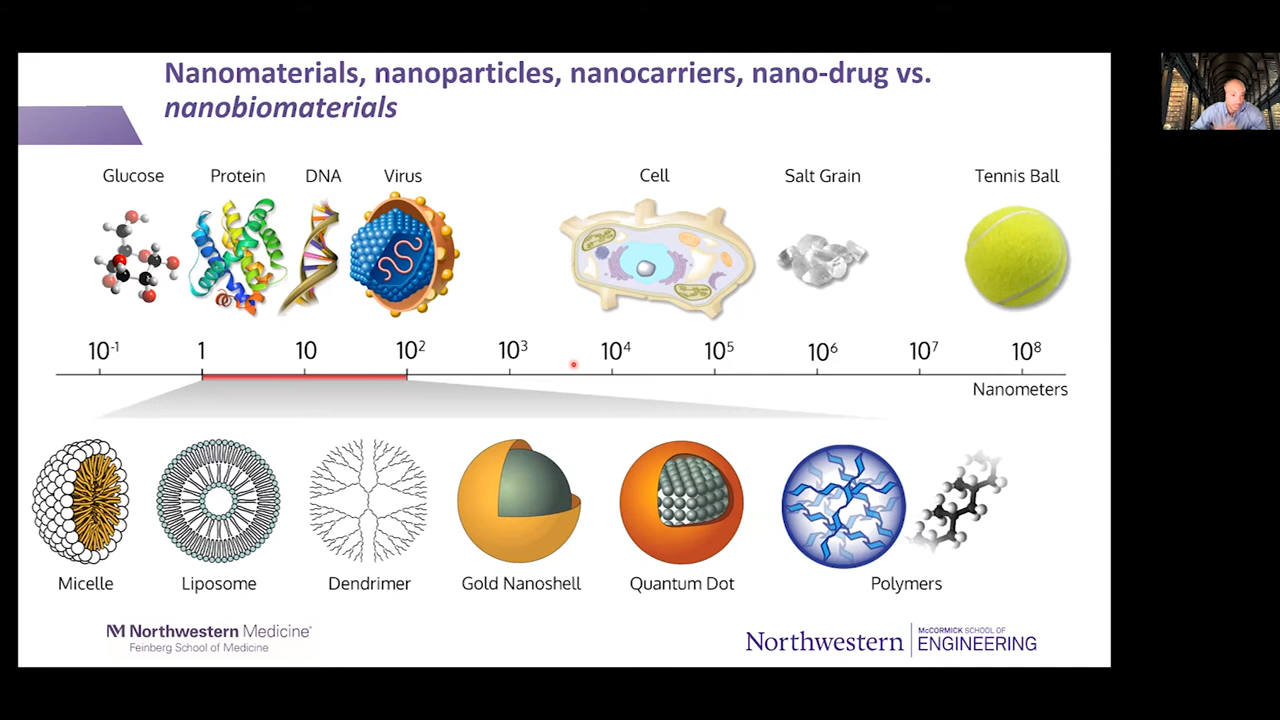 Nanomaterials, nanoparticles, nanocarriers, nano-drug vs.
nanobiomaterials
Glucose Protein DNA Virus Cell Salt Grain Tennis Ball
10⁻¹ 1 10 10² 10³ 10⁴ 10⁵ 10⁶ 10⁷ 10⁸
Nanometers
Micelle Liposome Dendrimer Gold Nanoshell Quantum Dot Polymers
Northwestern Medicine®
Feinberg School of Medicine
Northwestern
McCORMICK SCHOOL OF
ENGINEERING